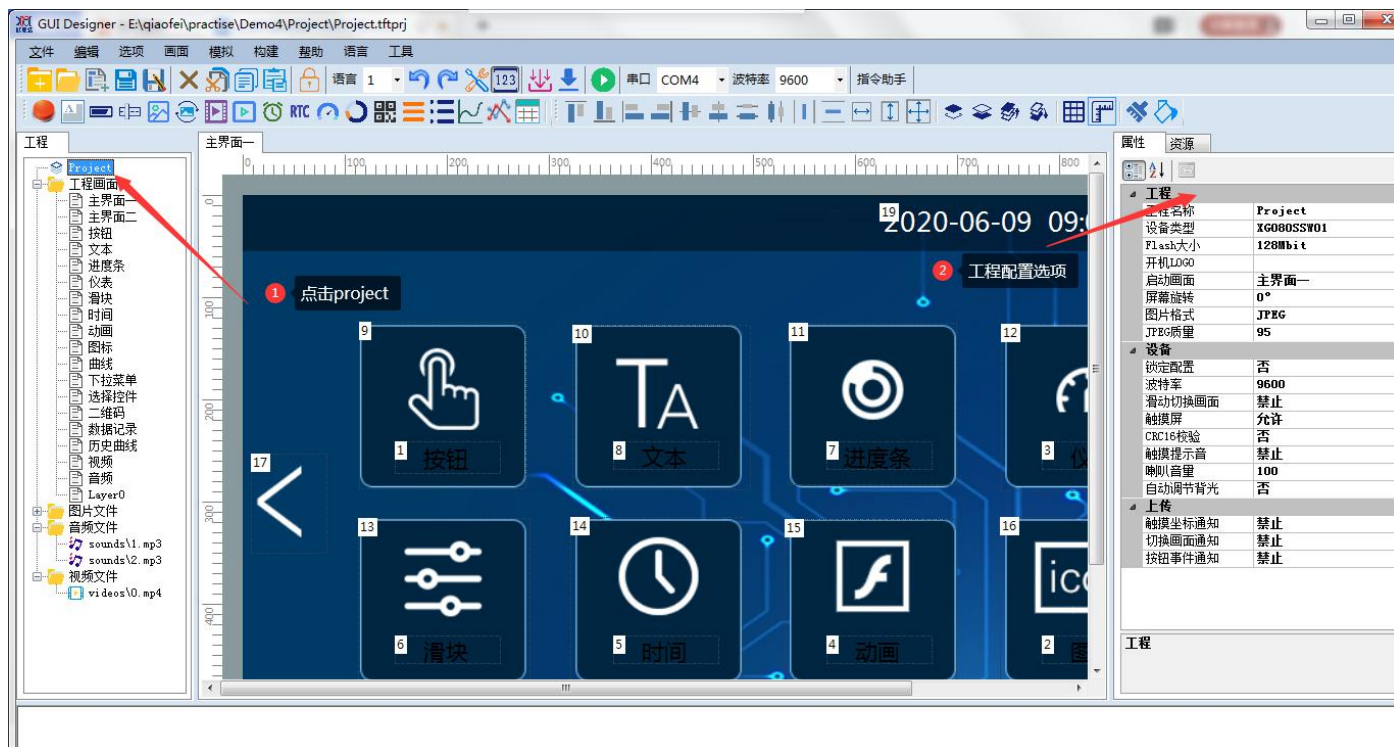 GUI Designer - E:\qiaofei\practise\Demo4\Project\Project.tftprj
文件 编辑 选项 画面 模拟 构建 帮助 语言 工具
语言 1 123 串口 COM4 波特率 9600 指令助手
RTC
工程
Project
工程画面
主界面一
主界面二
按钮
文本
进度条
仪表
滑块
时间
动画
图标
曲线
下拉菜单
选择控件
二维码
数据记录
历史曲线
视频
音频
Layer0
图片文件
音频文件
sounds\1.mp3
sounds\2.mp3
视频文件
videos\0.mp4
主界面一
0 100 200 300 400 500 600 700 800
0
100
200
300
400
19
2020-06-09 09:0
1 点击project
2 工程配置选项
9 10 11 12
TA
1 按钮
8 文本
7 进度条
3 仪
17
13 14 15 16
ico
6 滑块
5 时间
4 动画
2 图
属性 资源
工程
工程名称 Project
设备类型 XG080SSW01
Flash大小 128Mbit
开机LOGO
启动画面 主界面一
屏幕旋转 0°
图片格式 JPEG
JPEG质量 95
设备
锁定配置 否
波特率 9600
滑动切换画面 禁止
触摸屏 允许
CRC16校验 否
触摸提示音 禁止
喇叭音量 100
自动调节背光 否
上传
触摸坐标通知 禁止
切换画面通知 禁止
按钮事件通知 禁止
工程